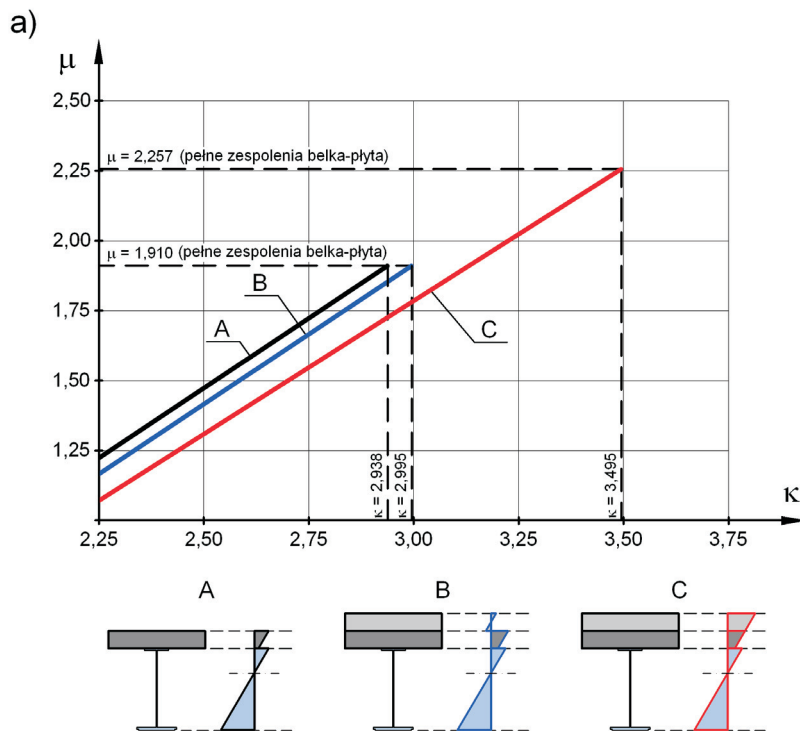 a)
μ
2,50
μ = 2,257 (pełne zespolenia belka-płyta)
2,25
2,00
μ = 1,910 (pełne zespolenia belka-płyta)
B
A
C
1,75
1,50
1,25
κ = 2,938
κ = 2,995
κ = 3,495
κ
2,25 2,50 2,75 3,00 3,25 3,50 3,75
A B C